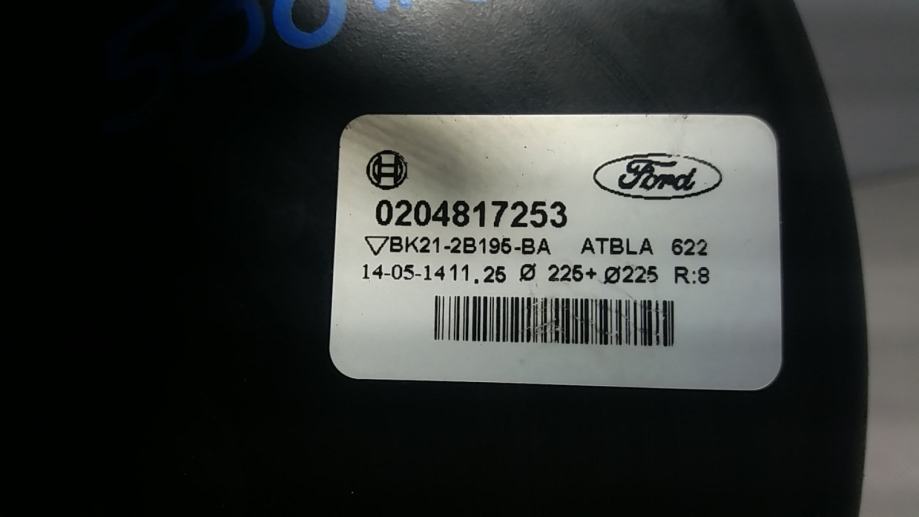 Ford
0204817253
▽BK21-2B195-BA ATBLA 622
14-05-1411.25 Ø 225+ Ø225 R:8